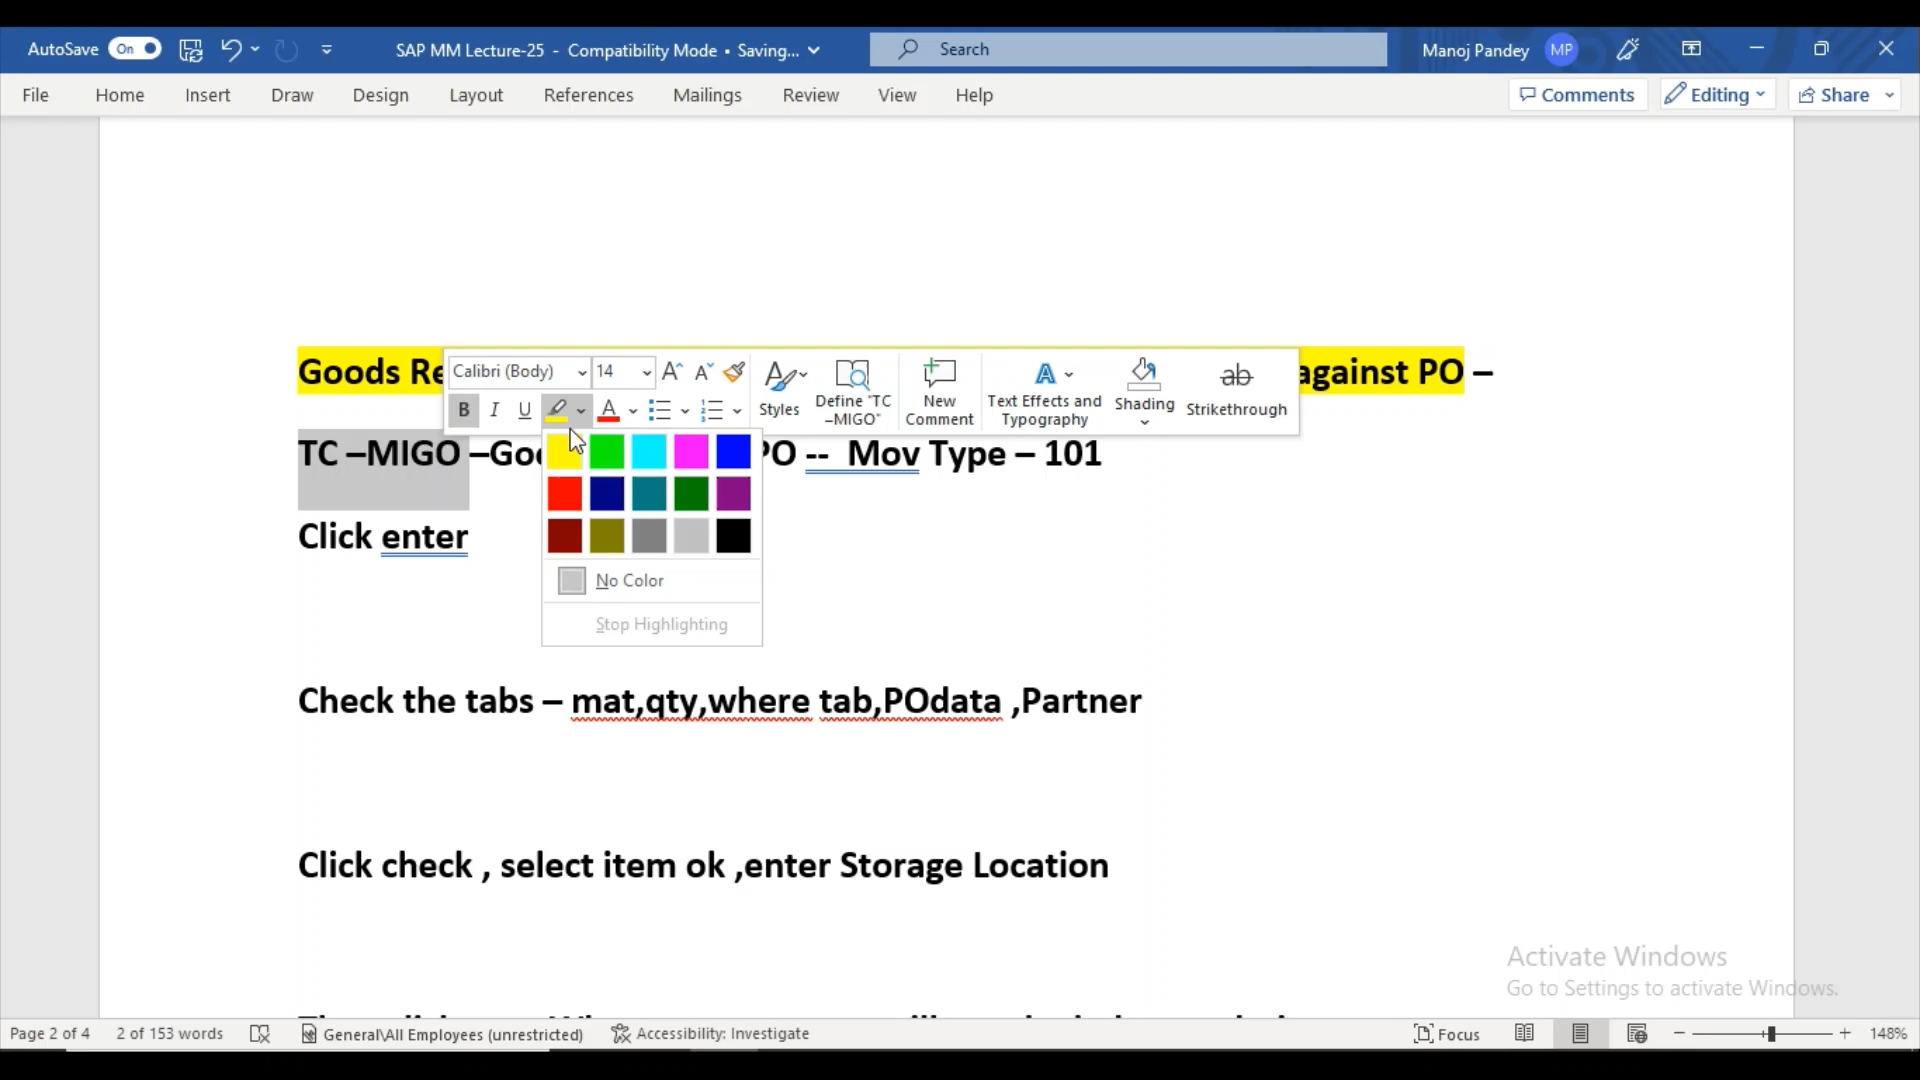 AutoSave On SAP MM Lecture-25 - Compatibility Mode • Saving... Search Manoj Pandey MP
File Home Insert Draw Design Layout References Mailings Review View Help Comments Editing Share
Goods Re against PO –
Calibri (Body) 14 A A
B I U A Styles Define "TC –MIGO" New Comment Text Effects and Typography Shading ab Strikethrough
TC –MIGO –Goo PO -- Mov Type – 101
Click enter
No Color
Stop Highlighting
Check the tabs – mat,qty,where tab,POdata ,Partner
Click check , select item ok ,enter Storage Location
Activate Windows
Go to Settings to activate Windows.
Page 2 of 4 2 of 153 words General\All Employees (unrestricted) Accessibility: Investigate Focus 148%